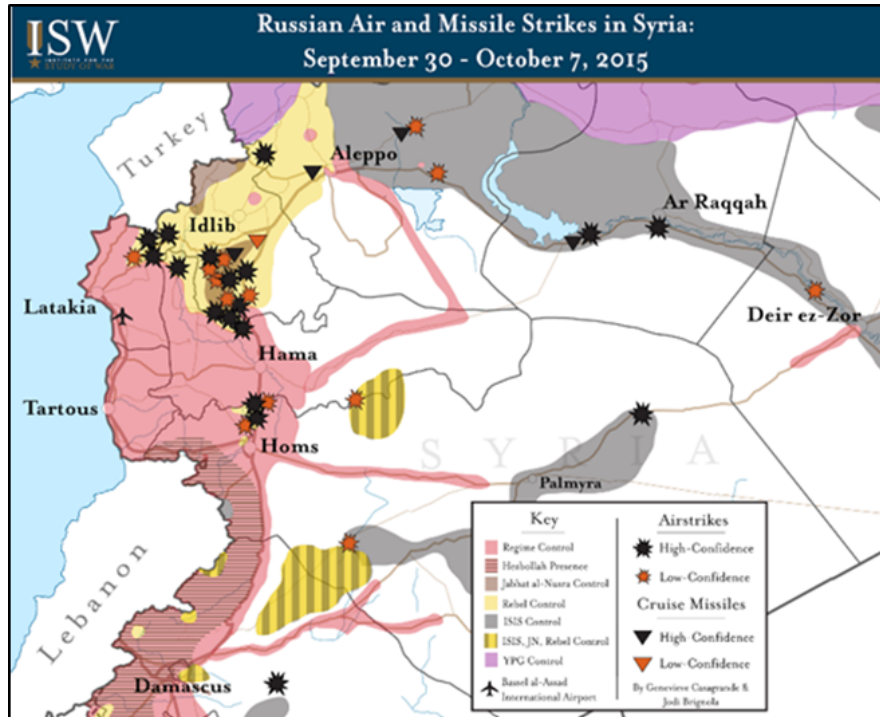 ISW
INSTITUTE FOR THE
STUDY OF WAR
Russian Air and Missile Strikes in Syria:
September 30 - October 7, 2015
Turkey
Aleppo
Idlib
Ar Raqqah
Latakia
Deir ez-Zor
Hama
Tartous
Homs
SYRIA
Palmyra
Lebanon
Damascus
Key
Regime Control
Hezbollah Presence
Jabhat al-Nusra Control
Rebel Control
ISIS Control
ISIS, JN, Rebel Control
YPG Control
Bassel al-Assad
International Airport
Airstrikes
High-Confidence
Low-Confidence
Cruise Missiles
High-Confidence
Low-Confidence
By Genevieve Casagrande &
Jodi Brignola